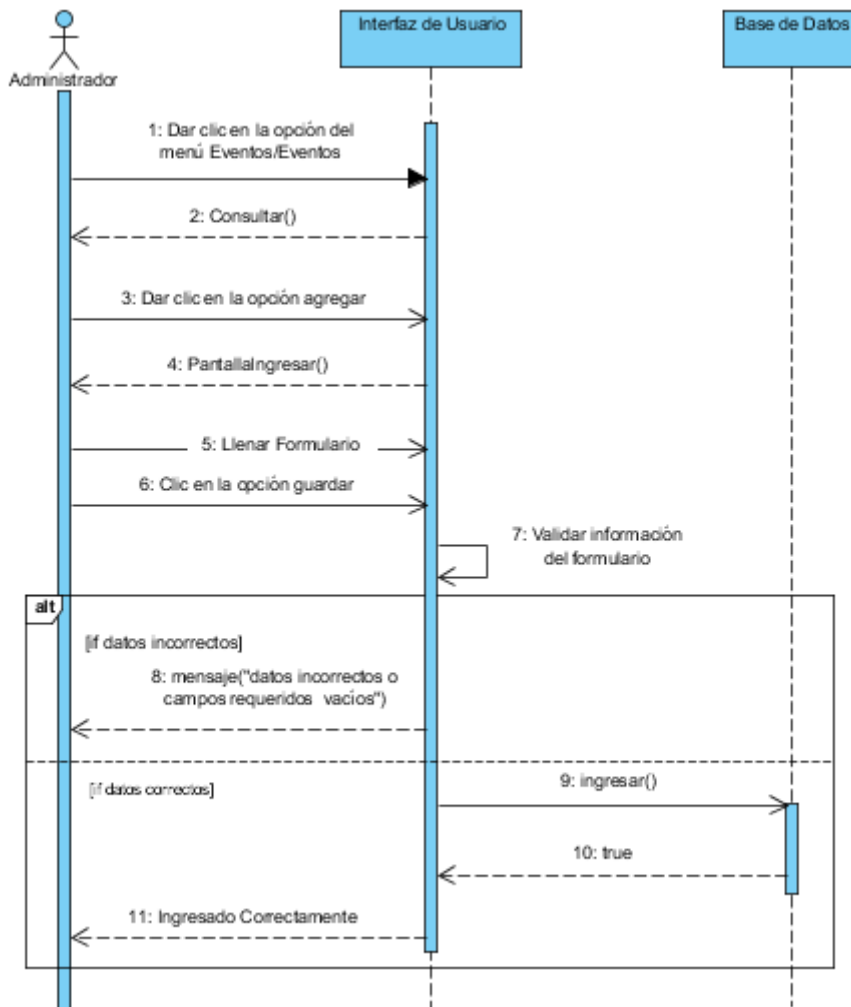 Interfaz de Usuario
Base de Datos
Administrador
1: Dar clic en la opción del
menú Eventos/Eventos
2: Consultar()
3: Dar clic en la opción agregar
4: PantallaIngresar()
5: Llenar Formulario
6: Clic en la opción guardar
7: Validar información
del formulario
alt
[if datos incorrectos]
8: mensaje("datos incorrectos o
campos requeridos vacíos")
9: ingresar()
[if datos correctos]
10: true
11: Ingresado Correctamente